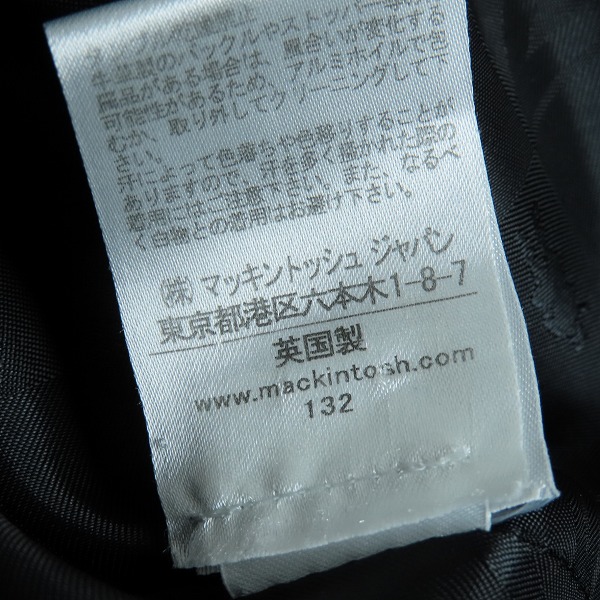 牛革製のバックルやストッパー等の
属品がある場合は、風合いが変化する
可能性があるため、アルミホイルで包
むか、取り外してクリーニングして下
さい。
汗によって色落ちや色移りすることが
ありますので、汗を多く掻かれた際の
着用にはご注意下さい。また、なるべ
く白物との着用はお避け下さい。
(株)マッキントッシュ ジャパン
東京都港区六本木1-8-7
英国製
www.mackintosh.com
132